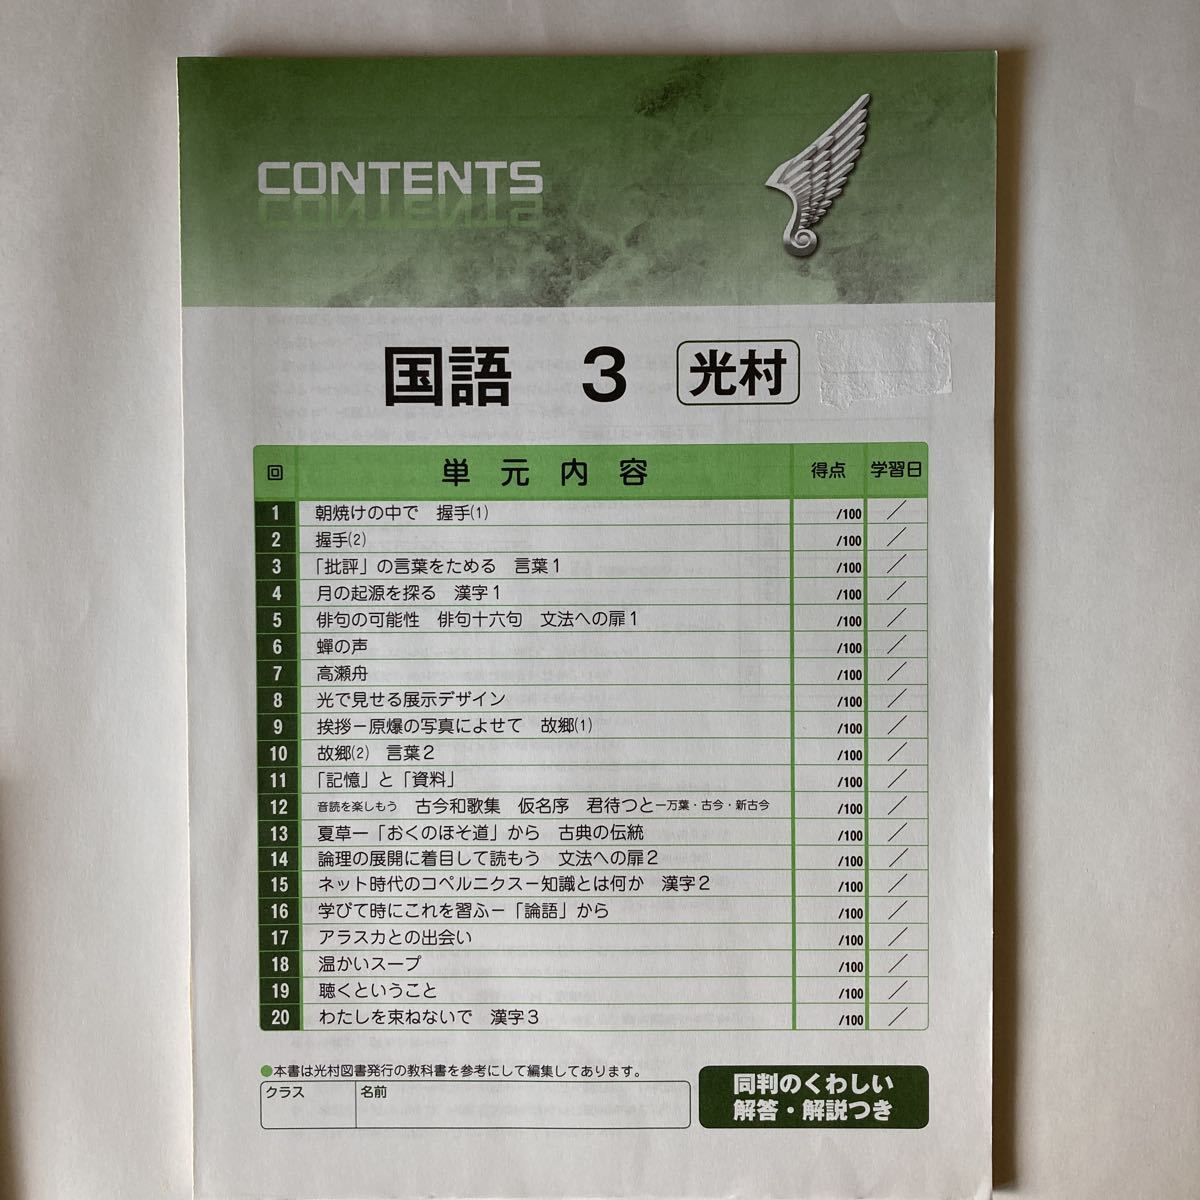 CONTENTS
国語 3 光村
回 単元内容 得点 学習日
1 朝焼けの中で 握手(1) /100 ／
2 握手(2) /100 ／
3 「批評」の言葉をためる 言葉1 /100 ／
4 月の起源を探る 漢字1 /100 ／
5 俳句の可能性 俳句十六句 文法への扉1 /100 ／
6 蟬の声 /100 ／
7 高瀬舟 /100 ／
8 光で見せる展示デザイン /100 ／
9 挨拶－原爆の写真によせて 故郷(1) /100 ／
10 故郷(2) 言葉2 /100 ／
11 「記憶」と「資料」 /100 ／
12 音読を楽しもう 古今和歌集 仮名序 君待つと－万葉・古今・新古今 /100 ／
13 夏草－「おくのほそ道」から 古典の伝統 /100 ／
14 論理の展開に着目して読もう 文法への扉2 /100 ／
15 ネット時代のコペルニクス－知識とは何か 漢字2 /100 ／
16 学びて時にこれを習ふ－「論語」から /100 ／
17 アラスカとの出会い /100 ／
18 温かいスープ /100 ／
19 聴くということ /100 ／
20 わたしを束ねないで 漢字3 /100 ／
●本書は光村図書発行の教科書を参考にして編集してあります。
クラス 名前
同判のくわしい
解答・解説つき